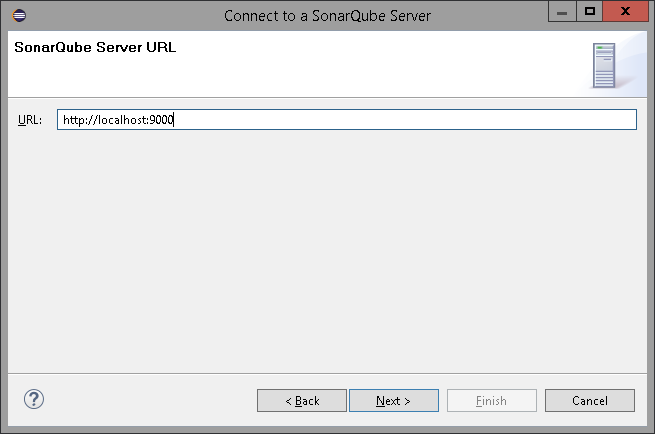 Connect to a SonarQube Server
SonarQube Server URL
URL: http://localhost:9000
? < Back Next > Finish Cancel